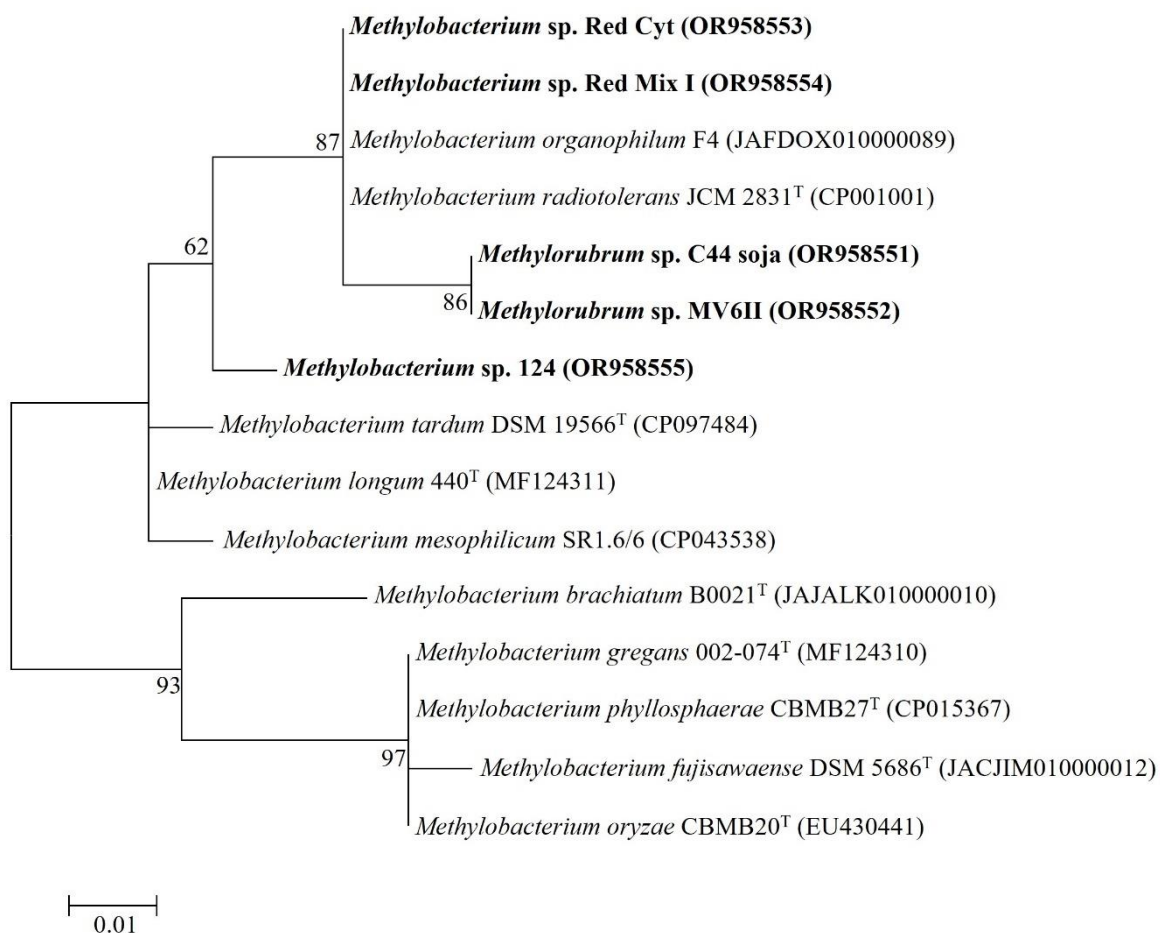 Methylobacterium sp. Red Cyt (OR958553)
Methylobacterium sp. Red Mix I (OR958554)
87
Methylobacterium organophilum F4 (JAFDOX010000089)
Methylobacterium radiotolerans JCM 2831ᵀ (CP001001)
62
Methylorubrum sp. C44 soja (OR958551)
86
Methylorubrum sp. MV6II (OR958552)
Methylobacterium sp. 124 (OR958555)
Methylobacterium tardum DSM 19566ᵀ (CP097484)
Methylobacterium longum 440ᵀ (MF124311)
Methylobacterium mesophilicum SR1.6/6 (CP043538)
Methylobacterium brachiatum B0021ᵀ (JAJALK010000010)
Methylobacterium gregans 002-074ᵀ (MF124310)
93
Methylobacterium phyllosphaerae CBMB27ᵀ (CP015367)
97
Methylobacterium fujisawaense DSM 5686ᵀ (JACJIM010000012)
Methylobacterium oryzae CBMB20ᵀ (EU430441)
0.01